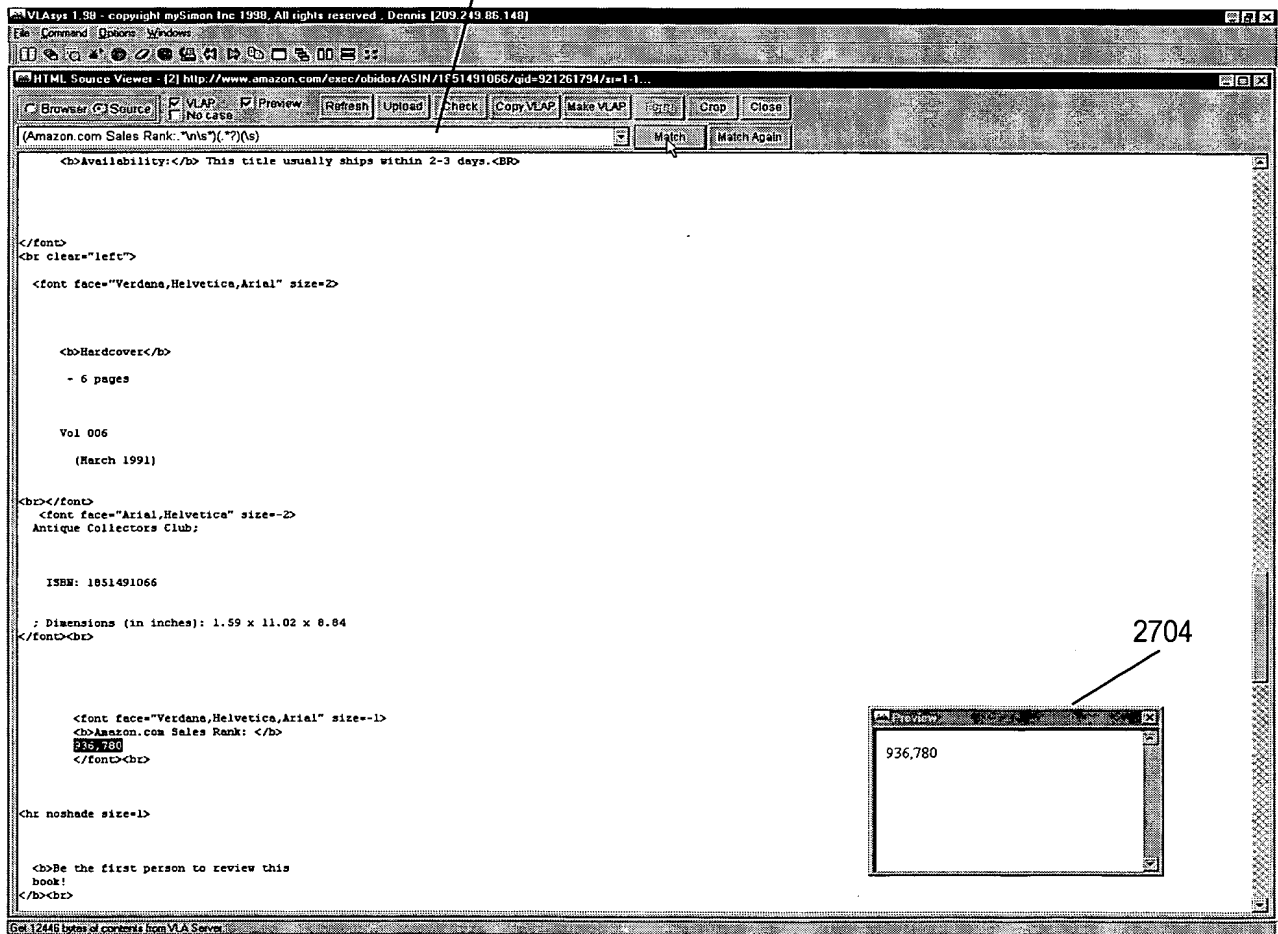 VLAsys 1.98 - copyright mySimon Inc 1998, All rights reserved . Dennis [209.249.86.148]
File Command Options Windows
HTML Source Viewer - [2] http://www.amazon.com/exec/obidos/ASIN/1851491066/qid=921261794/sr=1-1...
Browser Source VLAP Preview Refresh Upload Check Copy VLAP Make VLAP Form Crop Close
No case
(Amazon.com Sales Rank:.*\n\s*)(.*?)(\s) Match Match Again
<b>Availability:</b> This title usually ships within 2-3 days.<BR>
</font>
<br clear="left">
<font face="Verdana,Helvetica,Arial" size=2>
<b>Hardcover</b>
- 6 pages
Vol 006
(March 1991)
<br></font>
<font face="Arial,Helvetica" size=-2>
Antique Collectors Club;
ISBN: 1851491066
; Dimensions (in inches): 1.59 x 11.02 x 8.84
</font><br>
2704
<font face="Verdana,Helvetica,Arial" size=-1>
<b>Amazon.com Sales Rank: </b>
936,780
</font><br>
Preview
936,780
<hr noshade size=1>
<b>Be the first person to review this
book!
</b><br>
Get 12446 bytes of contents from VLA Server.